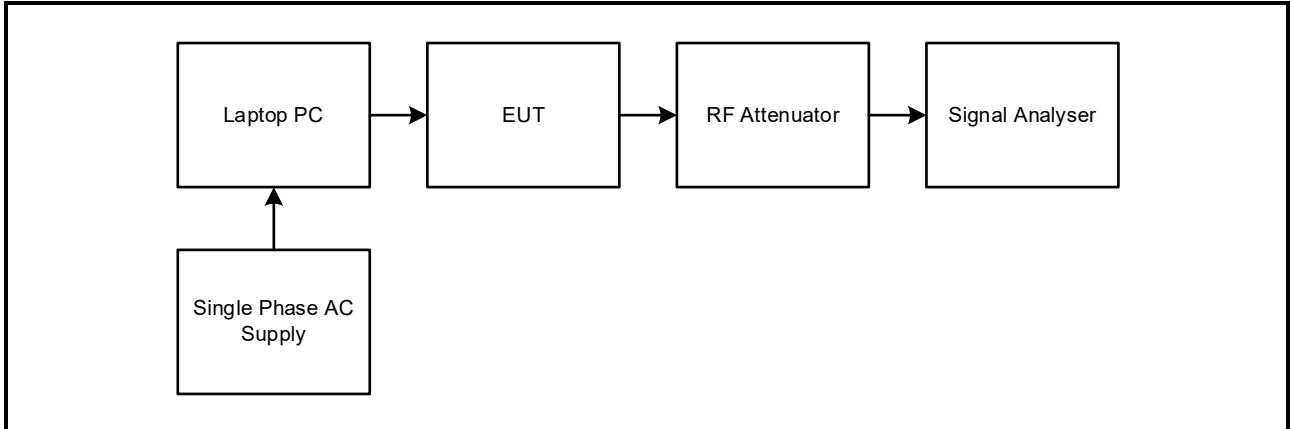 Laptop PC
EUT
RF Attenuator
Signal Analyser
Single Phase AC
Supply